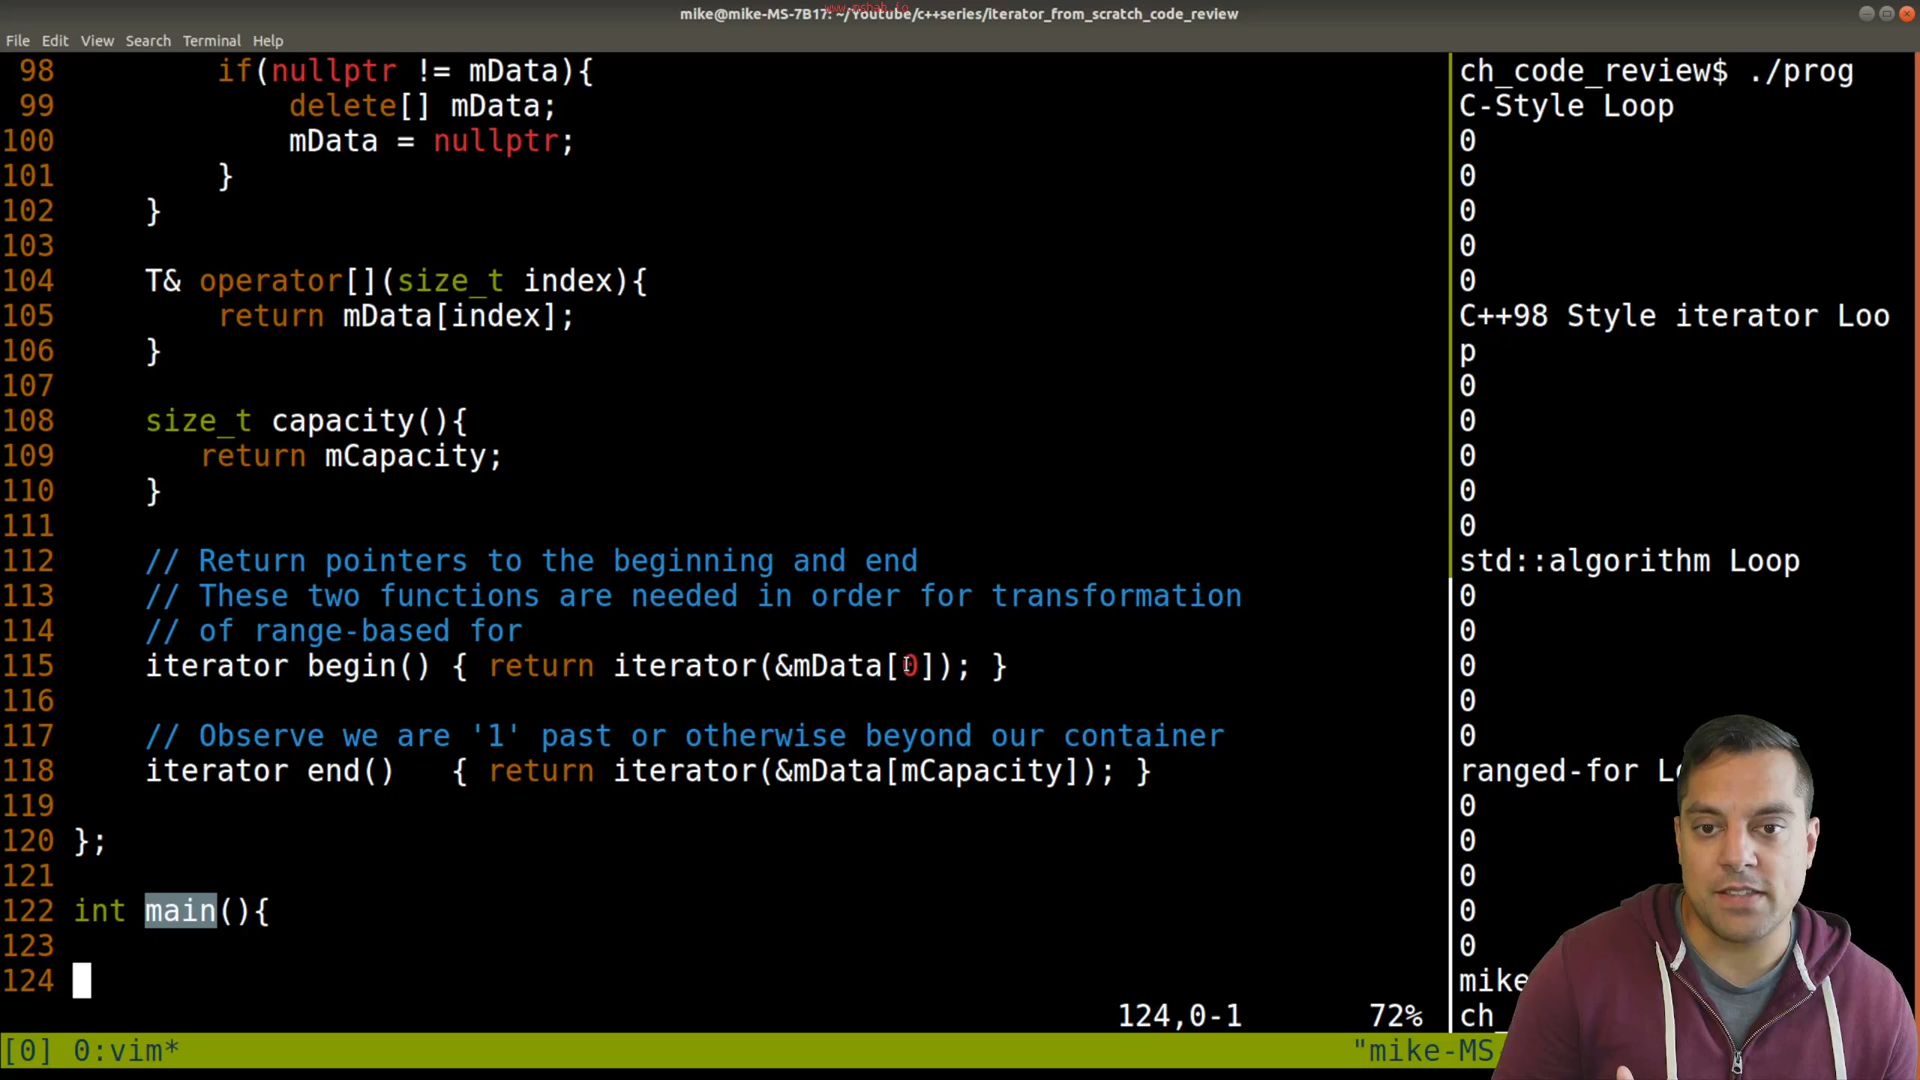 www.mshah.io
mike@mike-MS-7B17: ~/Youtube/c++series/iterator_from_scratch_code_review
File Edit View Search Terminal Help
98 if(nullptr != mData){
99 delete[] mData;
100 mData = nullptr;
101 }
102 }
103
104 T& operator[](size_t index){
105 return mData[index];
106 }
107
108 size_t capacity(){
109 return mCapacity;
110 }
111
112 // Return pointers to the beginning and end
113 // These two functions are needed in order for transformation
114 // of range-based for
115 iterator begin() { return iterator(&mData[0]); }
116
117 // Observe we are '1' past or otherwise beyond our container
118 iterator end() { return iterator(&mData[mCapacity]); }
119
120 };
121
122 int main(){
123
124
124,0-1 72%
ch_code_review$ ./prog
C-Style Loop
0
0
0
0
0
C++98 Style iterator Loo
p
0
0
0
0
0
std::algorithm Loop
0
0
0
0
0
ranged-for L
0
0
0
0
0
mike
ch_
[0] 0:vim* "mike-MS-